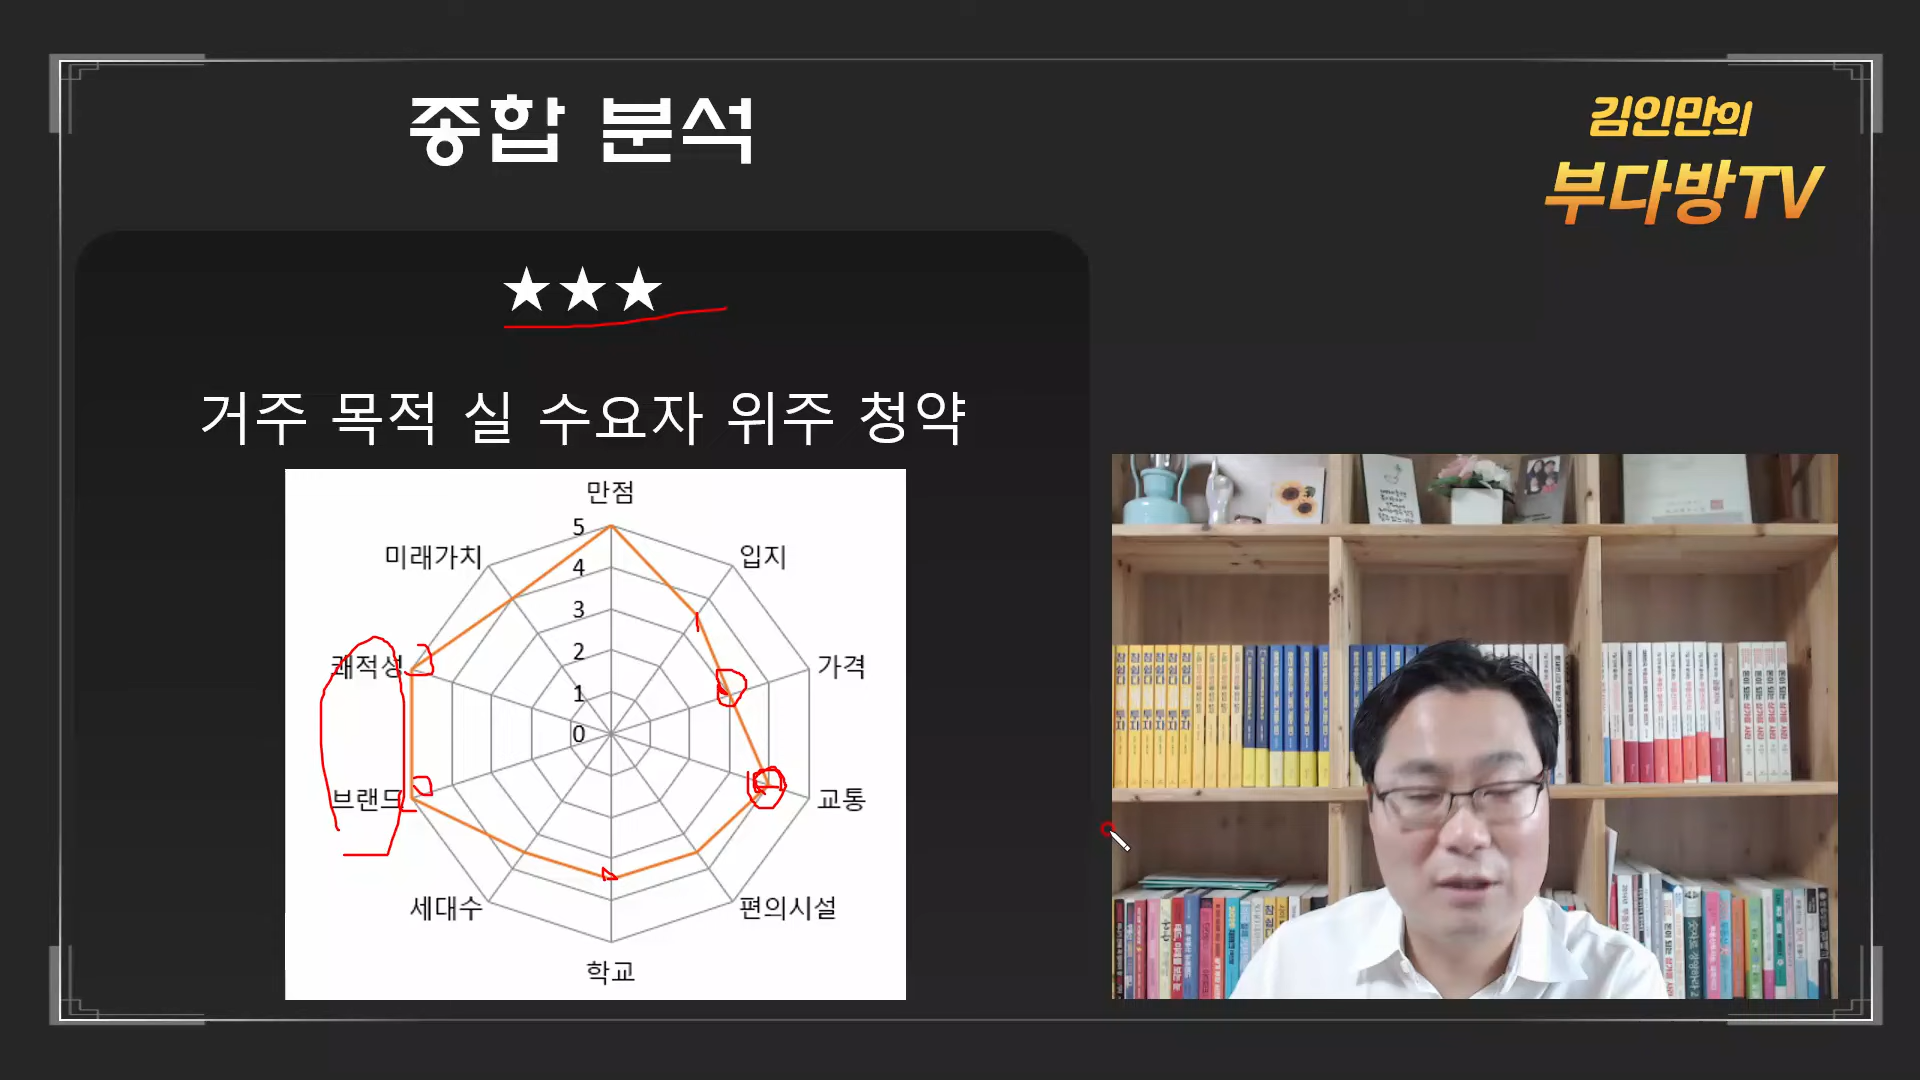 종합 분석
김인만의
부다방TV
★★★
거주 목적 실 수요자 위주 청약
만점
5
4
3
2
1
0
입지
가격
교통
편의시설
학교
세대수
브랜드
쾌적성
미래가치